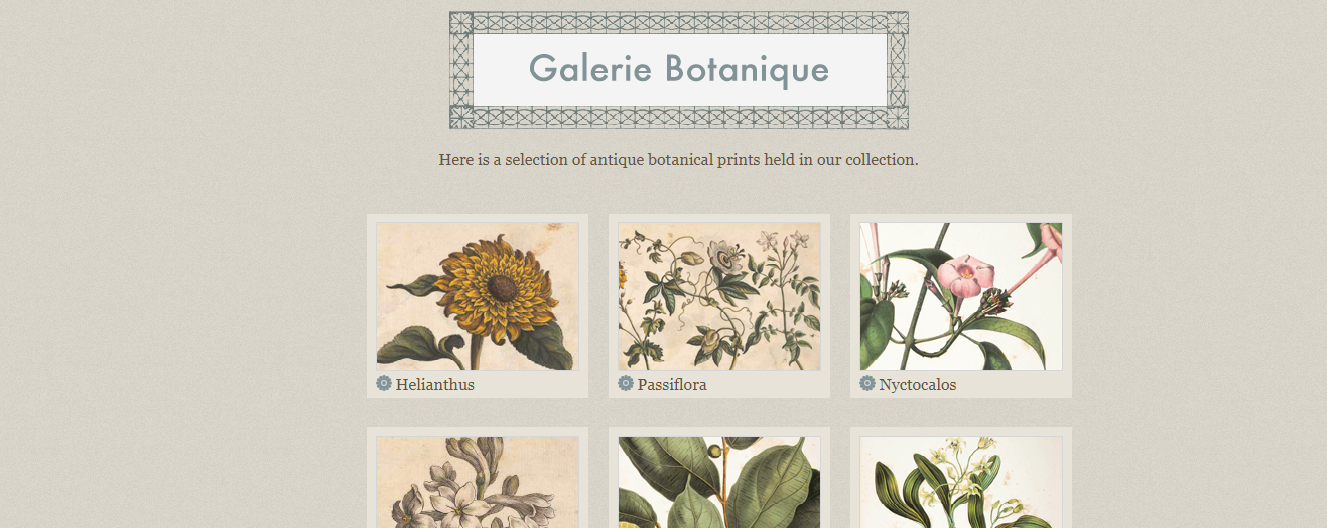 Galerie Botanique
Here is a selection of antique botanical prints held in our collection.
Helianthus
Passiflora
Nyctocalos